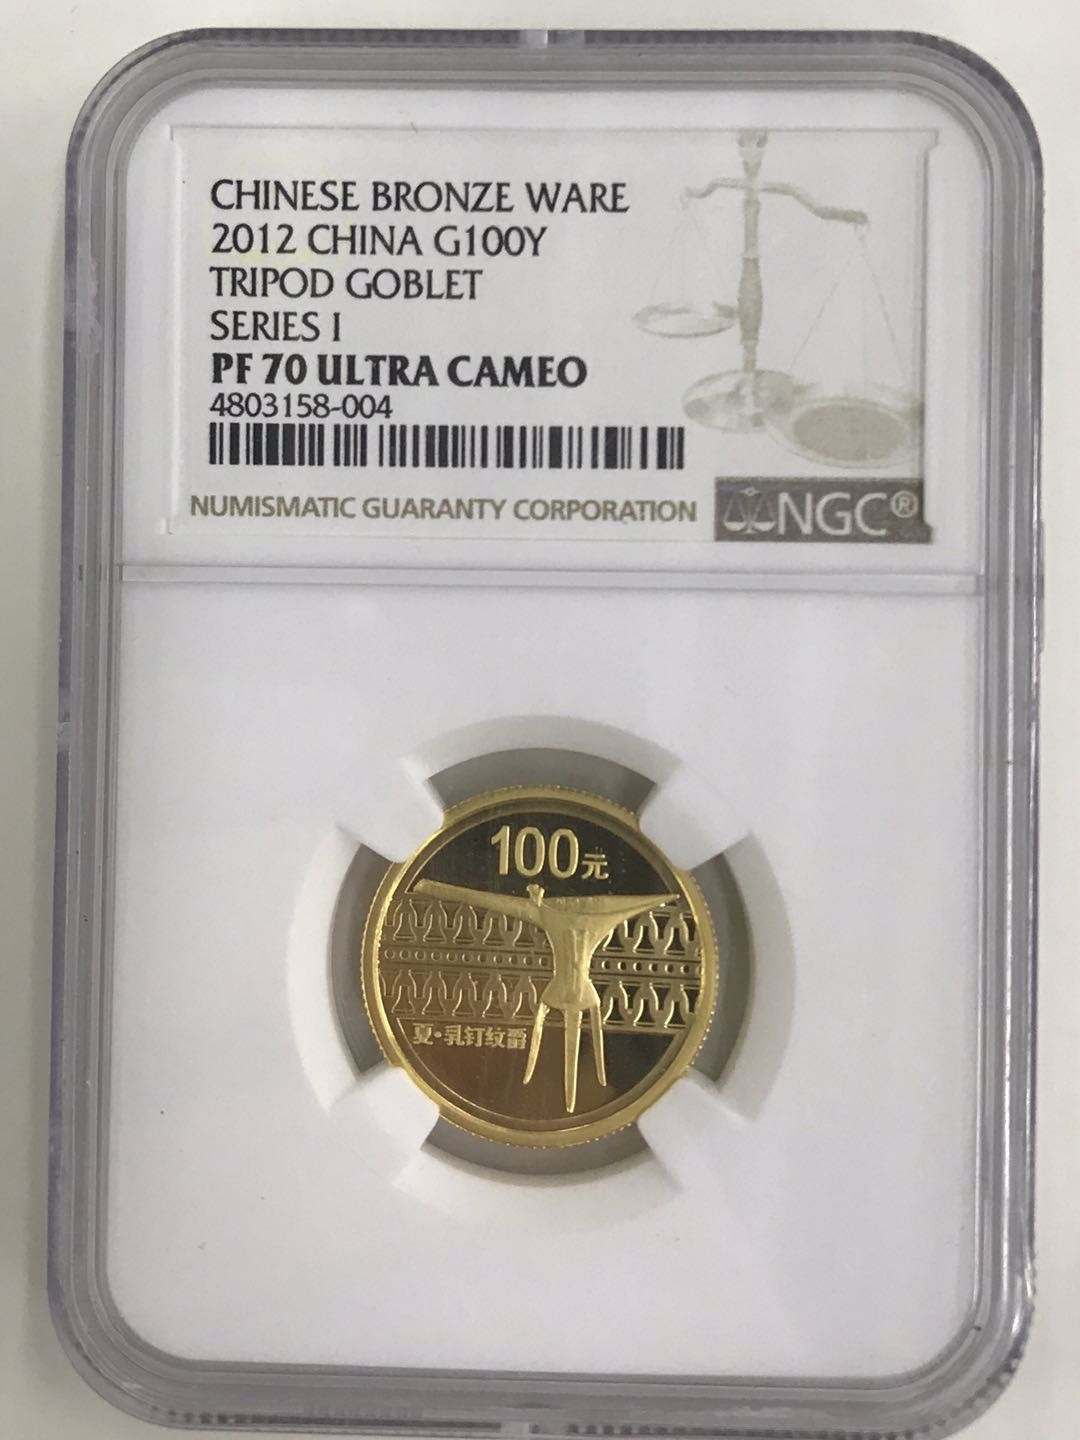 CHINESE BRONZE WARE
2012 CHINA G100Y
TRIPOD GOBLET
SERIES I
PF 70 ULTRA CAMEO
4803158-004
NUMISMATIC GUARANTY CORPORATION
NGC®
100元
夏·乳钉纹爵